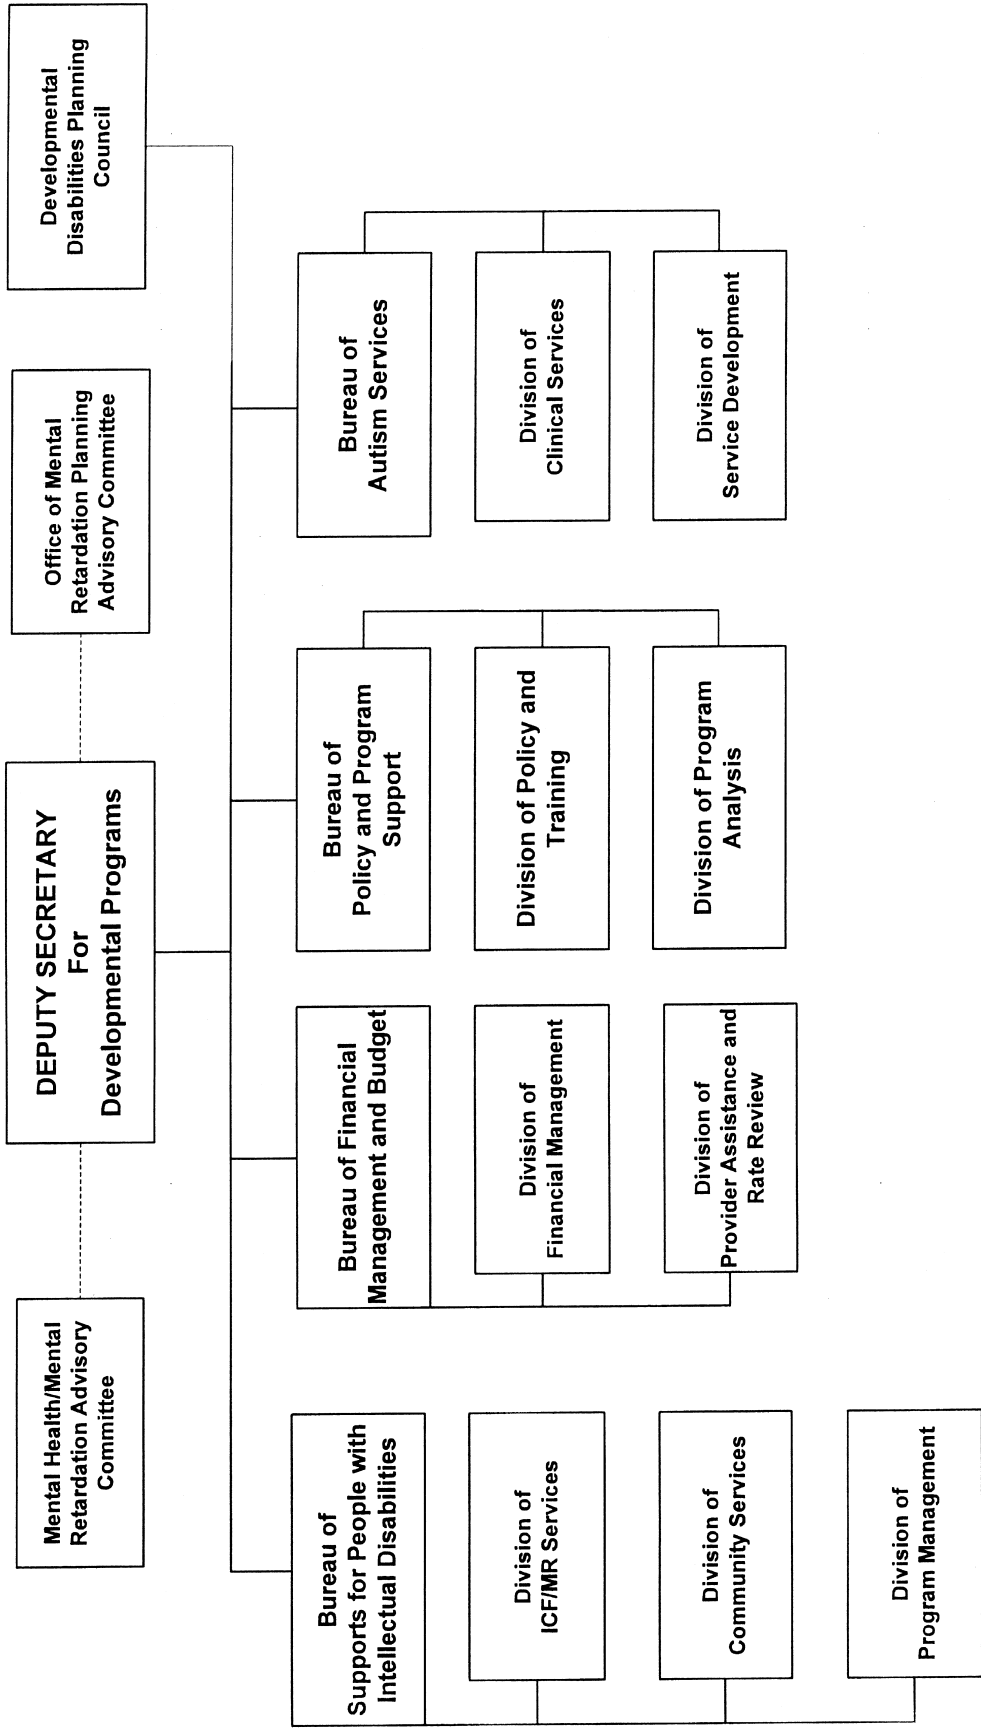 Mental Health/Mental
Retardation Advisory
Committee
DEPUTY SECRETARY
For
Developmental Programs
Office of Mental
Retardation Planning
Advisory Committee
Developmental
Disabilities Planning
Council
Bureau of
Supports for People with
Intellectual Disabilities
Division of
ICF/MR Services
Division of
Community Services
Division of
Program Management
Bureau of Financial
Management and Budget
Division of
Financial Management
Division of
Provider Assistance and
Rate Review
Bureau of
Policy and Program
Support
Division of Policy and
Training
Division of Program
Analysis
Bureau of
Autism Services
Division of
Clinical Services
Division of
Service Development